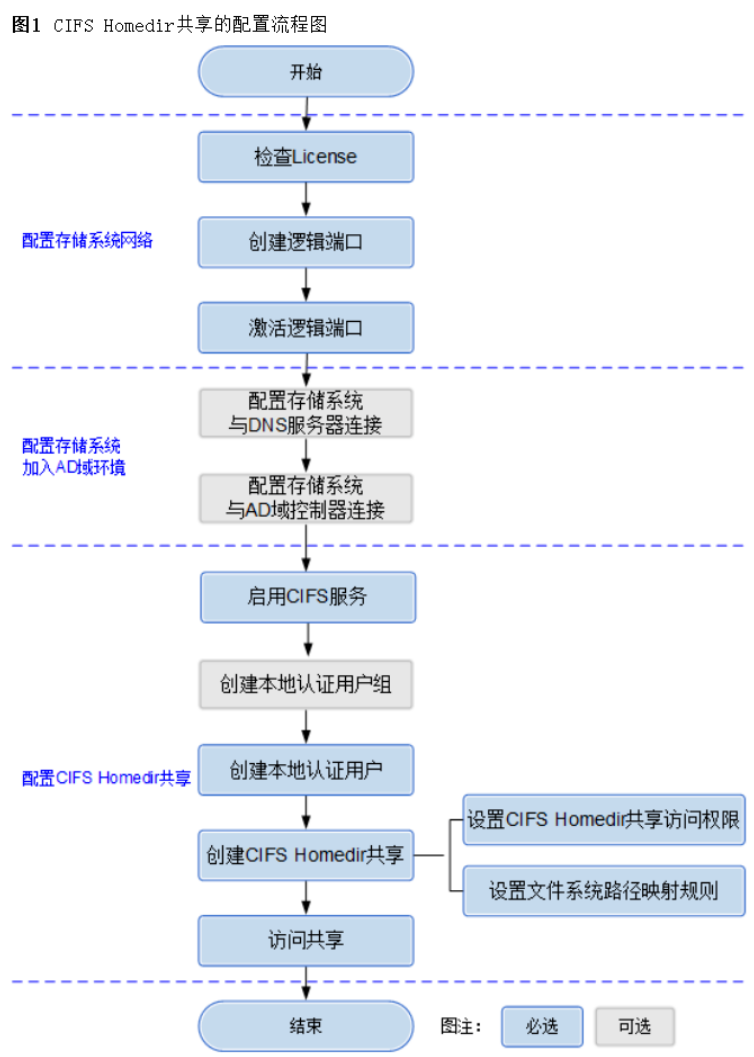 图1 CIFS Homedir共享的配置流程图
开始
检查License
配置存储系统网络
创建逻辑端口
激活逻辑端口
配置存储系统
与DNS服务器连接
配置存储系统
加入AD域环境
配置存储系统
与AD域控制器连接
启用CIFS服务
创建本地认证用户组
配置CIFS Homedir共享
创建本地认证用户
设置CIFS Homedir共享访问权限
创建CIFS Homedir共享
设置文件系统路径映射规则
访问共享
结束
图注：
必选
可选